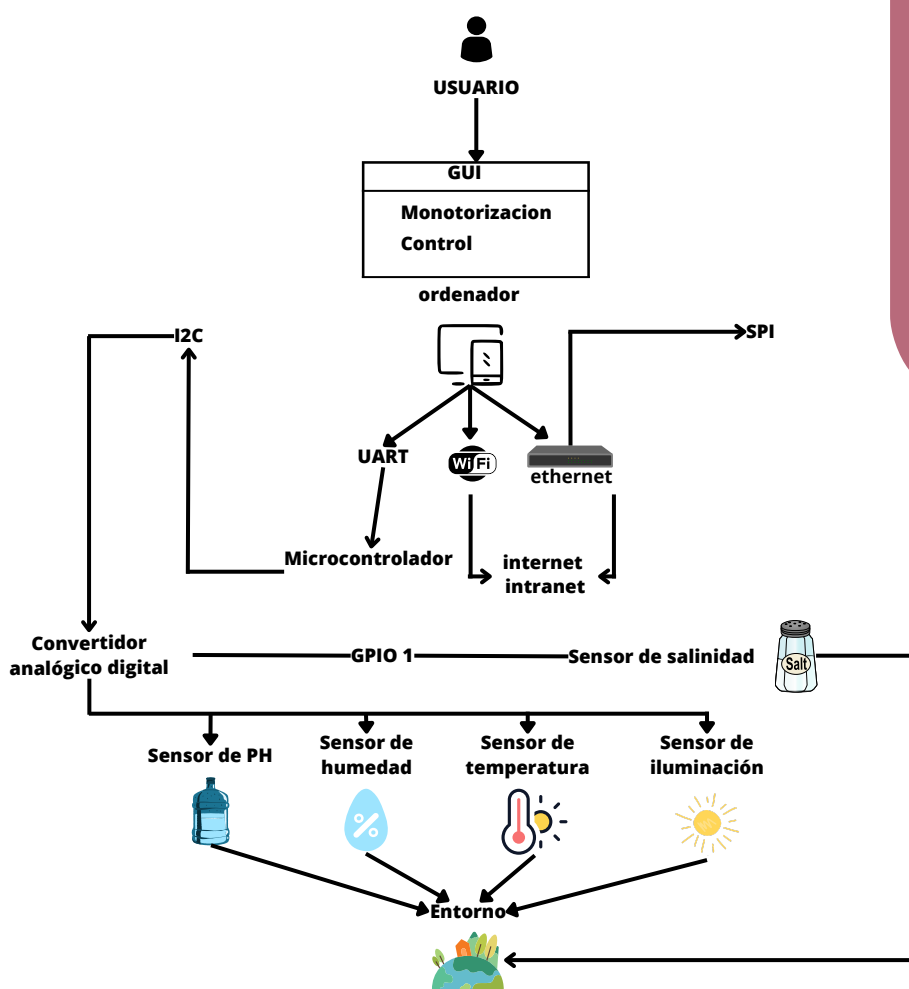 USUARIO
GUI
Monotorizacion
Control
ordenador
I2C
SPI
UART
WiFi
ethernet
Microcontrolador
internet
intranet
Convertidor
analógico digital
GPIO 1
Sensor de salinidad
Salt
Sensor de PH
Sensor de
humedad
%
Sensor de
temperatura
Sensor de
iluminación
Entorno